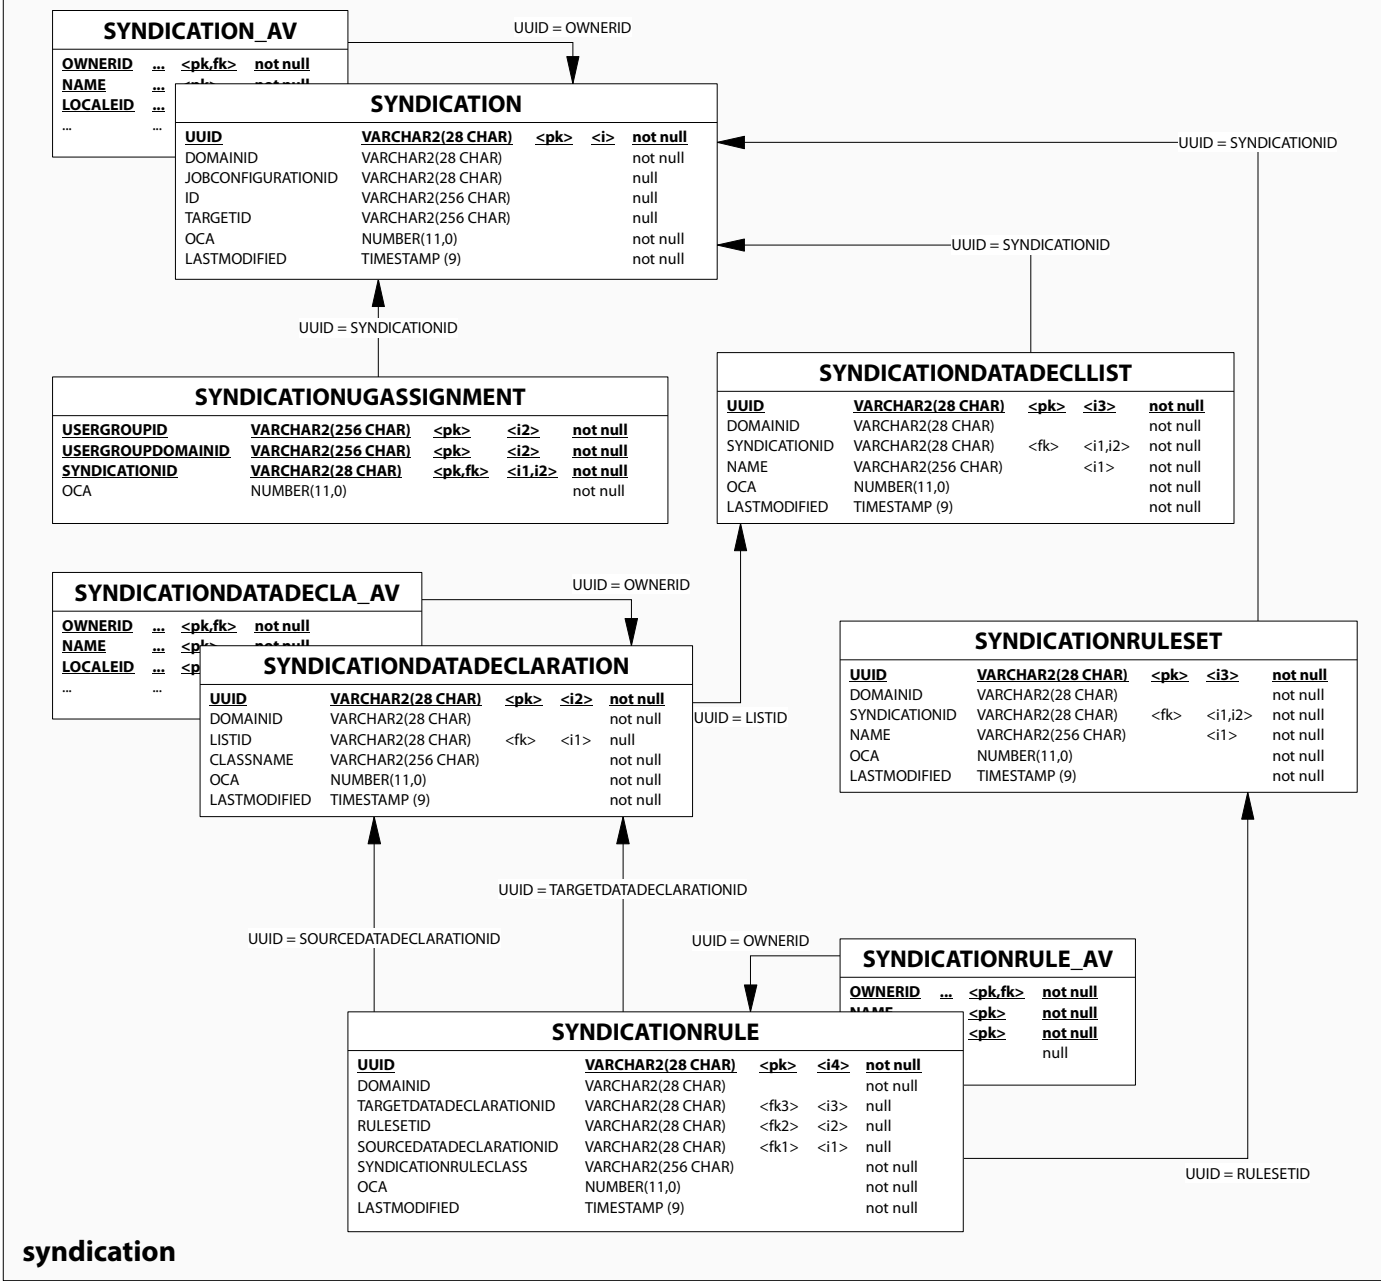 SYNDICATION_AV
OWNERID ... <pk,fk> not null
NAME ...
LOCALEID ...
... ...
UUID = OWNERID
SYNDICATION
UUID VARCHAR2(28 CHAR) <pk> <i> not null
DOMAINID VARCHAR2(28 CHAR) not null
JOBCONFIGURATIONID VARCHAR2(28 CHAR) null
ID VARCHAR2(256 CHAR) null
TARGETID VARCHAR2(256 CHAR) null
OCA NUMBER(11,0) not null
LASTMODIFIED TIMESTAMP (9) not null
UUID = SYNDICATIONID
UUID = SYNDICATIONID
UUID = SYNDICATIONID
SYNDICATIONUGASSIGNMENT
USERGROUPID VARCHAR2(256 CHAR) <pk> <i2> not null
USERGROUPDOMAINID VARCHAR2(256 CHAR) <pk> <i2> not null
SYNDICATIONID VARCHAR2(28 CHAR) <pk,fk> <i1,i2> not null
OCA NUMBER(11,0) not null
SYNDICATIONDATADECLLIST
UUID VARCHAR2(28 CHAR) <pk> <i3> not null
DOMAINID VARCHAR2(28 CHAR) not null
SYNDICATIONID VARCHAR2(28 CHAR) <fk> <i1,i2> not null
NAME VARCHAR2(256 CHAR) <i1> not null
OCA NUMBER(11,0) not null
LASTMODIFIED TIMESTAMP (9) not null
SYNDICATIONDATADECLA_AV
OWNERID ... <pk,fk> not null
NAME ...
LOCALEID ...
... ...
UUID = OWNERID
SYNDICATIONDATADECLARATION
UUID VARCHAR2(28 CHAR) <pk> <i2> not null
DOMAINID VARCHAR2(28 CHAR) not null
LISTID VARCHAR2(28 CHAR) <fk> <i1> null
CLASSNAME VARCHAR2(256 CHAR) not null
OCA NUMBER(11,0) not null
LASTMODIFIED TIMESTAMP (9) not null
UUID = LISTID
SYNDICATIONRULESET
UUID VARCHAR2(28 CHAR) <pk> <i3> not null
DOMAINID VARCHAR2(28 CHAR) not null
SYNDICATIONID VARCHAR2(28 CHAR) <fk> <i1,i2> not null
NAME VARCHAR2(256 CHAR) <i1> not null
OCA NUMBER(11,0) not null
LASTMODIFIED TIMESTAMP (9) not null
UUID = TARGETDATADECLARATIONID
UUID = SOURCEDATADECLARATIONID
UUID = OWNERID
SYNDICATIONRULE_AV
OWNERID ... <pk,fk> not null
NAME <pk> not null
<pk> not null
null
SYNDICATIONRULE
UUID VARCHAR2(28 CHAR) <pk> <i4> not null
DOMAINID VARCHAR2(28 CHAR) not null
TARGETDATADECLARATIONID VARCHAR2(28 CHAR) <fk3> <i3> null
RULESETID VARCHAR2(28 CHAR) <fk2> <i2> null
SOURCEDATADECLARATIONID VARCHAR2(28 CHAR) <fk1> <i1> null
SYNDICATIONRULECLASS VARCHAR2(256 CHAR) not null
OCA NUMBER(11,0) not null
LASTMODIFIED TIMESTAMP (9) not null
UUID = RULESETID
syndication